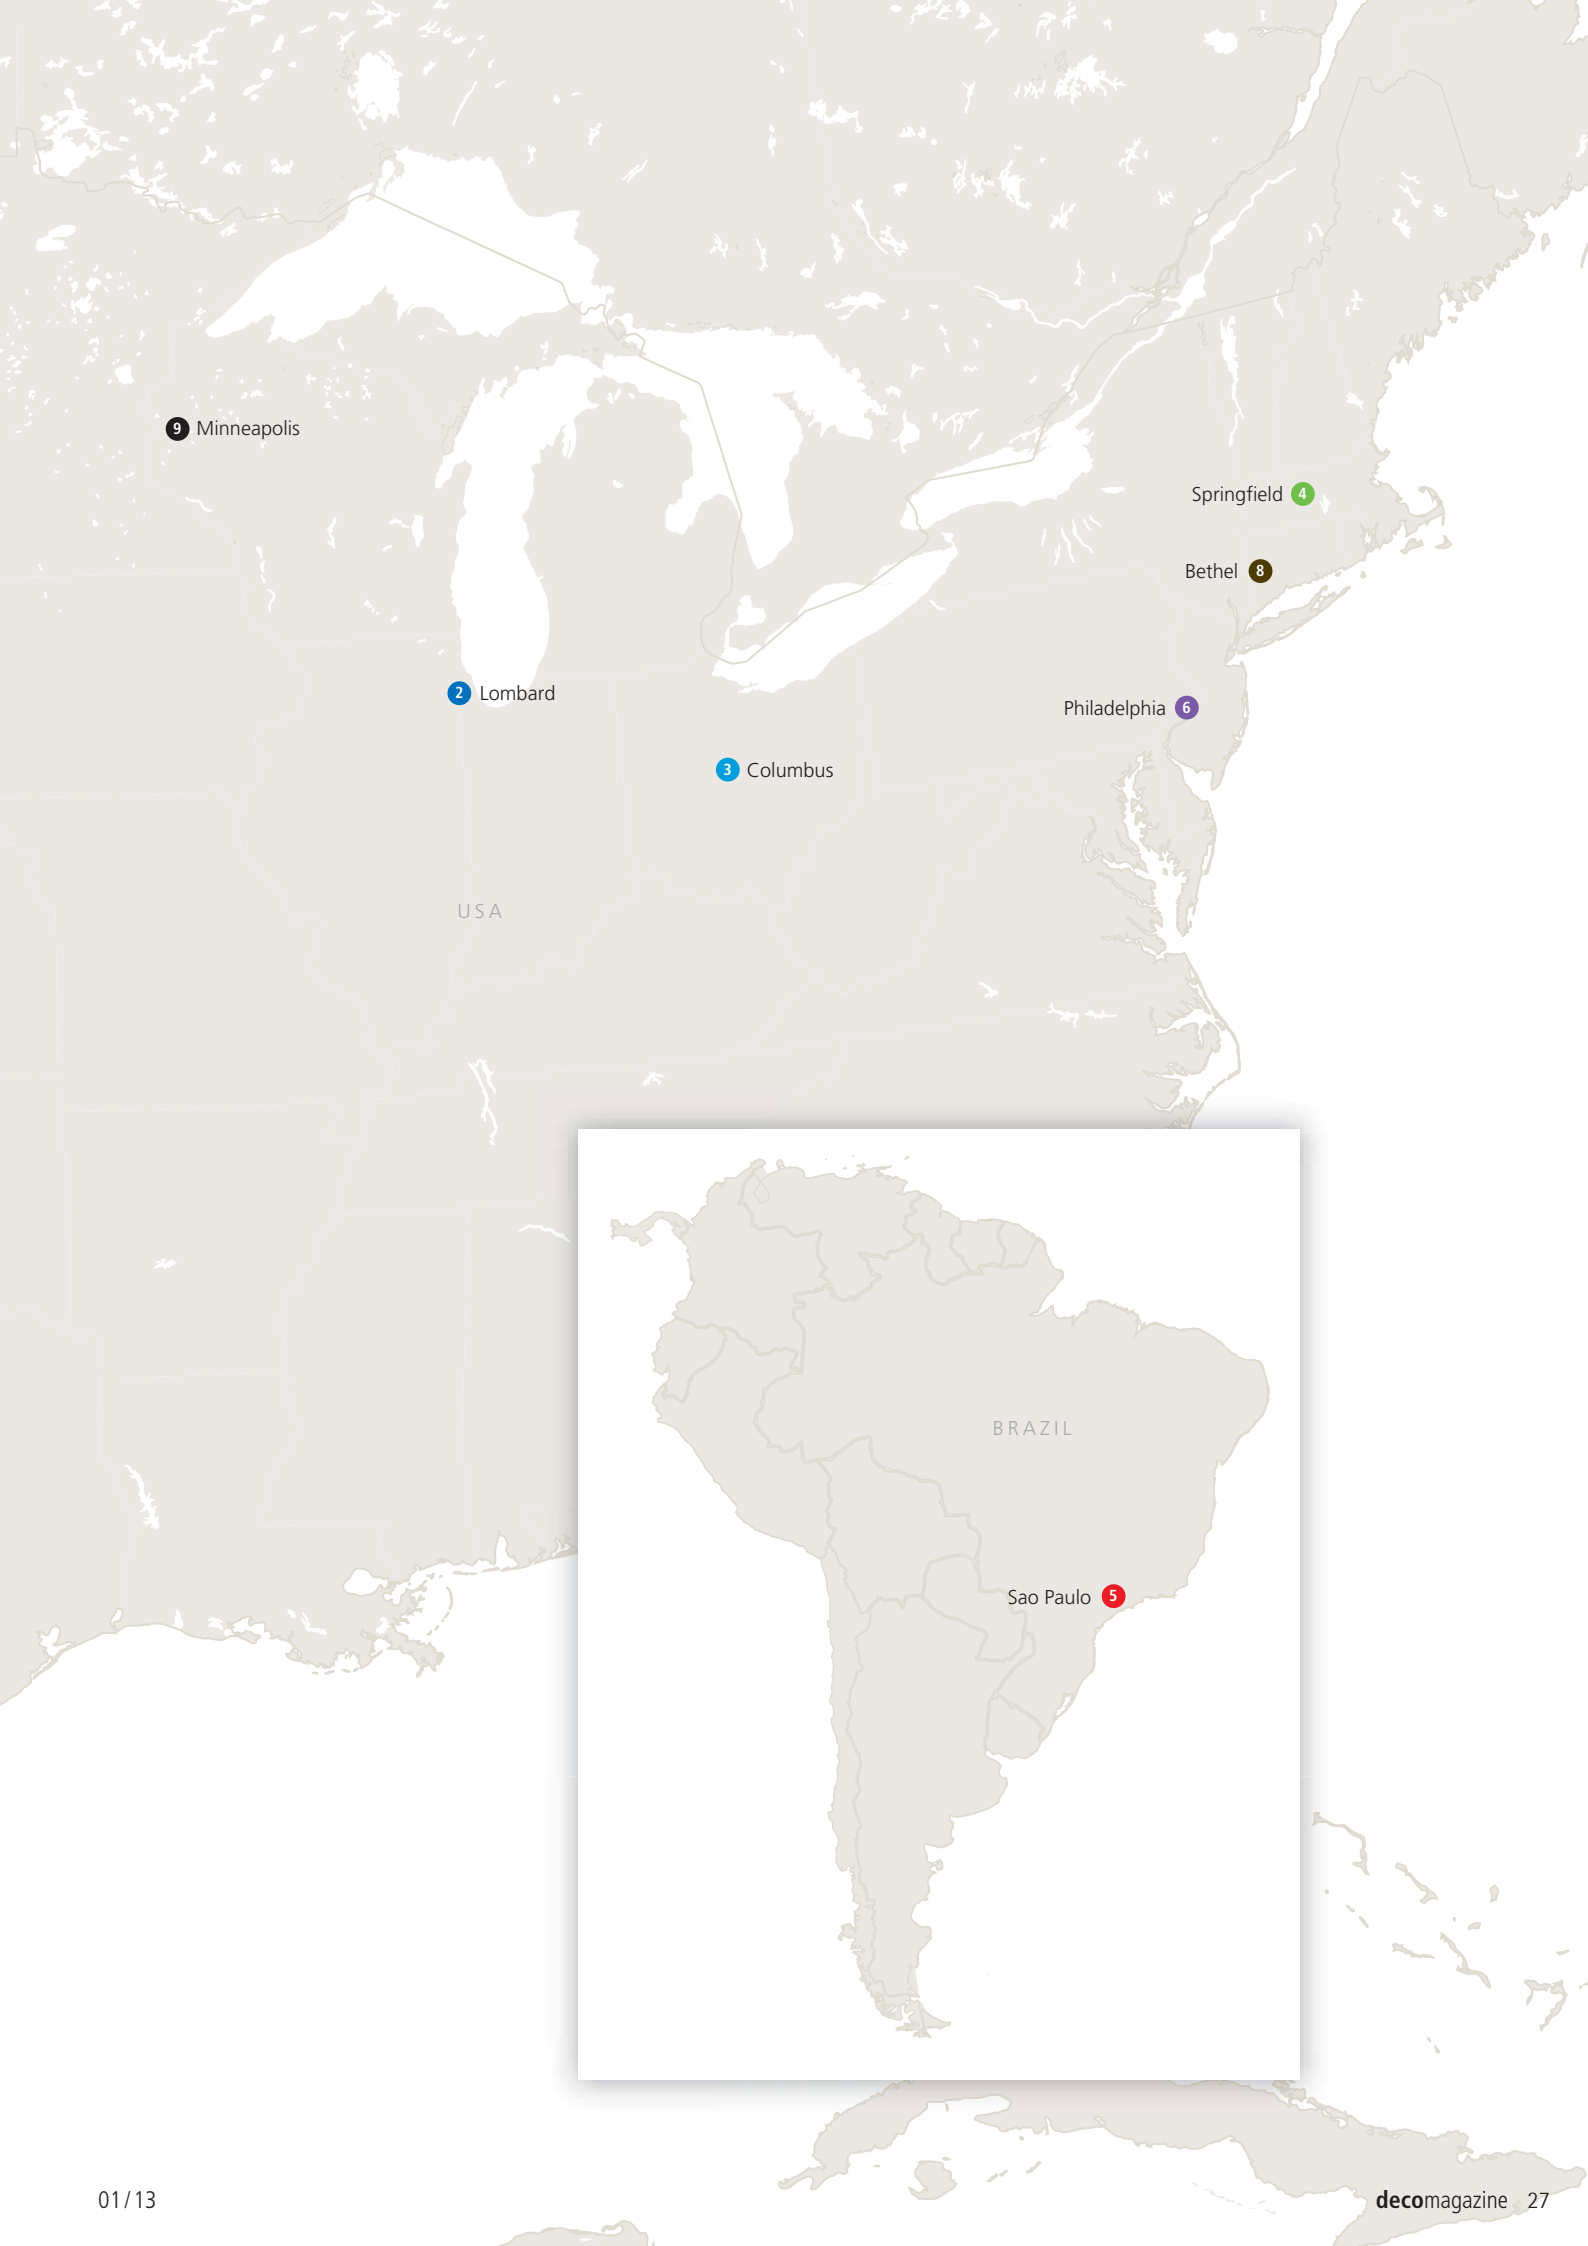 9 Minneapolis
Springfield 4
Bethel 8
2 Lombard
Philadelphia 6
3 Columbus
USA
BRAZIL
Sao Paulo 5
01/13
decomagazine 27